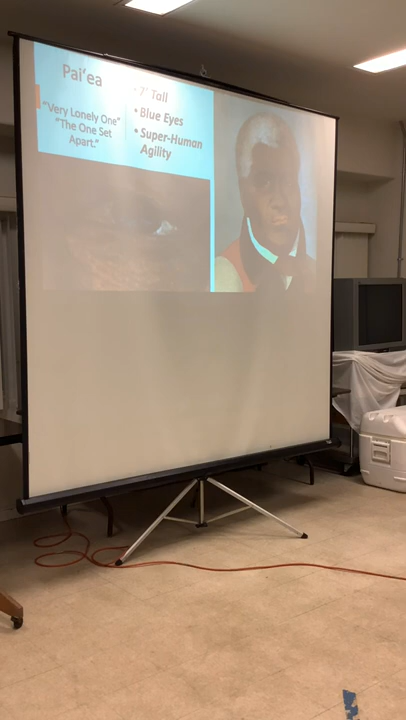 Pai‘ea
"Very Lonely One"
"The One Set
Apart."
• 7' Tall
• Blue Eyes
• Super-Human
Agility